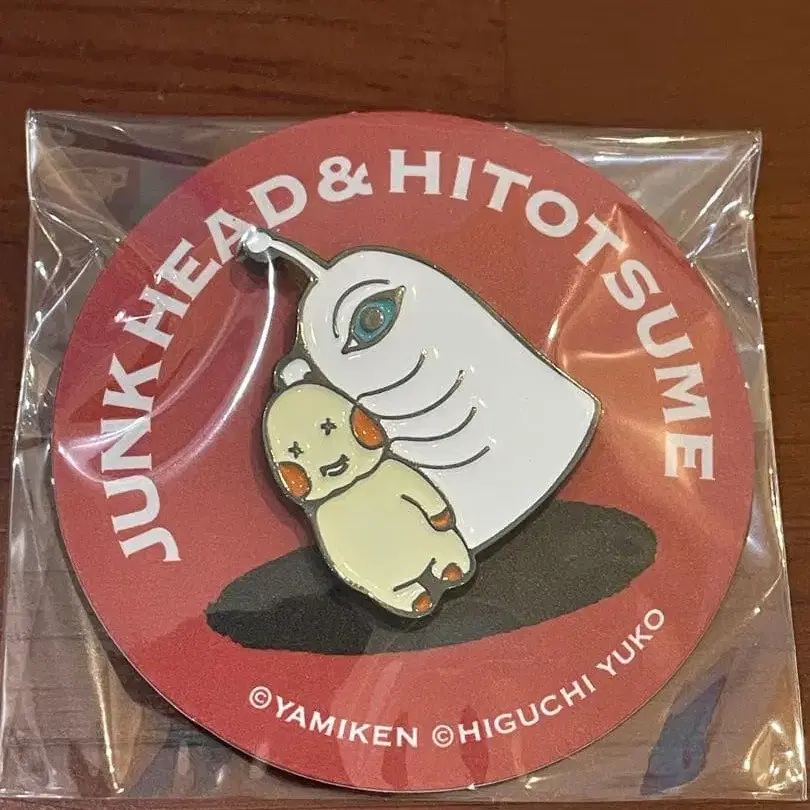 JUNK HEAD & HITOTSUME
©YAMIKEN ©HIGUCHI YUKO